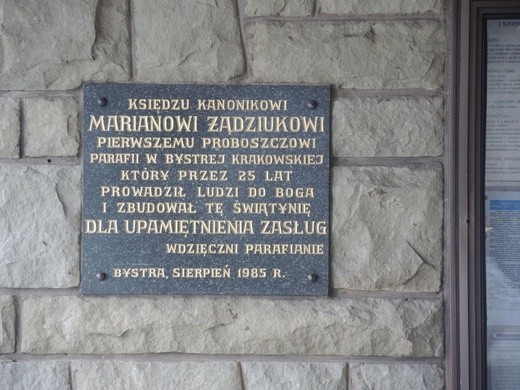 KSIĘDZU KANONIKOWI
MARIANOWI ŻĄDZIUKOWI
PIERWSZEMU PROBOSZCZOWI
PARAFII W BYSTREJ KRAKOWSKIEJ
KTÓRY PRZEZ 25 LAT
PROWADZIŁ LUDZI DO BOGA
I ZBUDOWAŁ TĘ ŚWIĄTYNIĘ
DLA UPAMIĘTNIENIA ZASŁUG
WDZIĘCZNI PARAFIANIE
BYSTRA, SIERPIEŃ 1985 R.